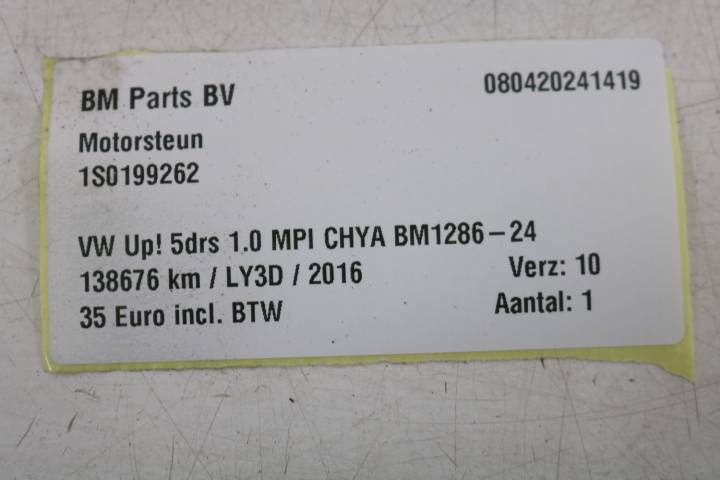 BM Parts BV 080420241419
Motorsteun
1S0199262
VW Up! 5drs 1.0 MPI CHYA BM1286-24
138676 km / LY3D / 2016 Verz: 10
35 Euro incl. BTW Aantal: 1